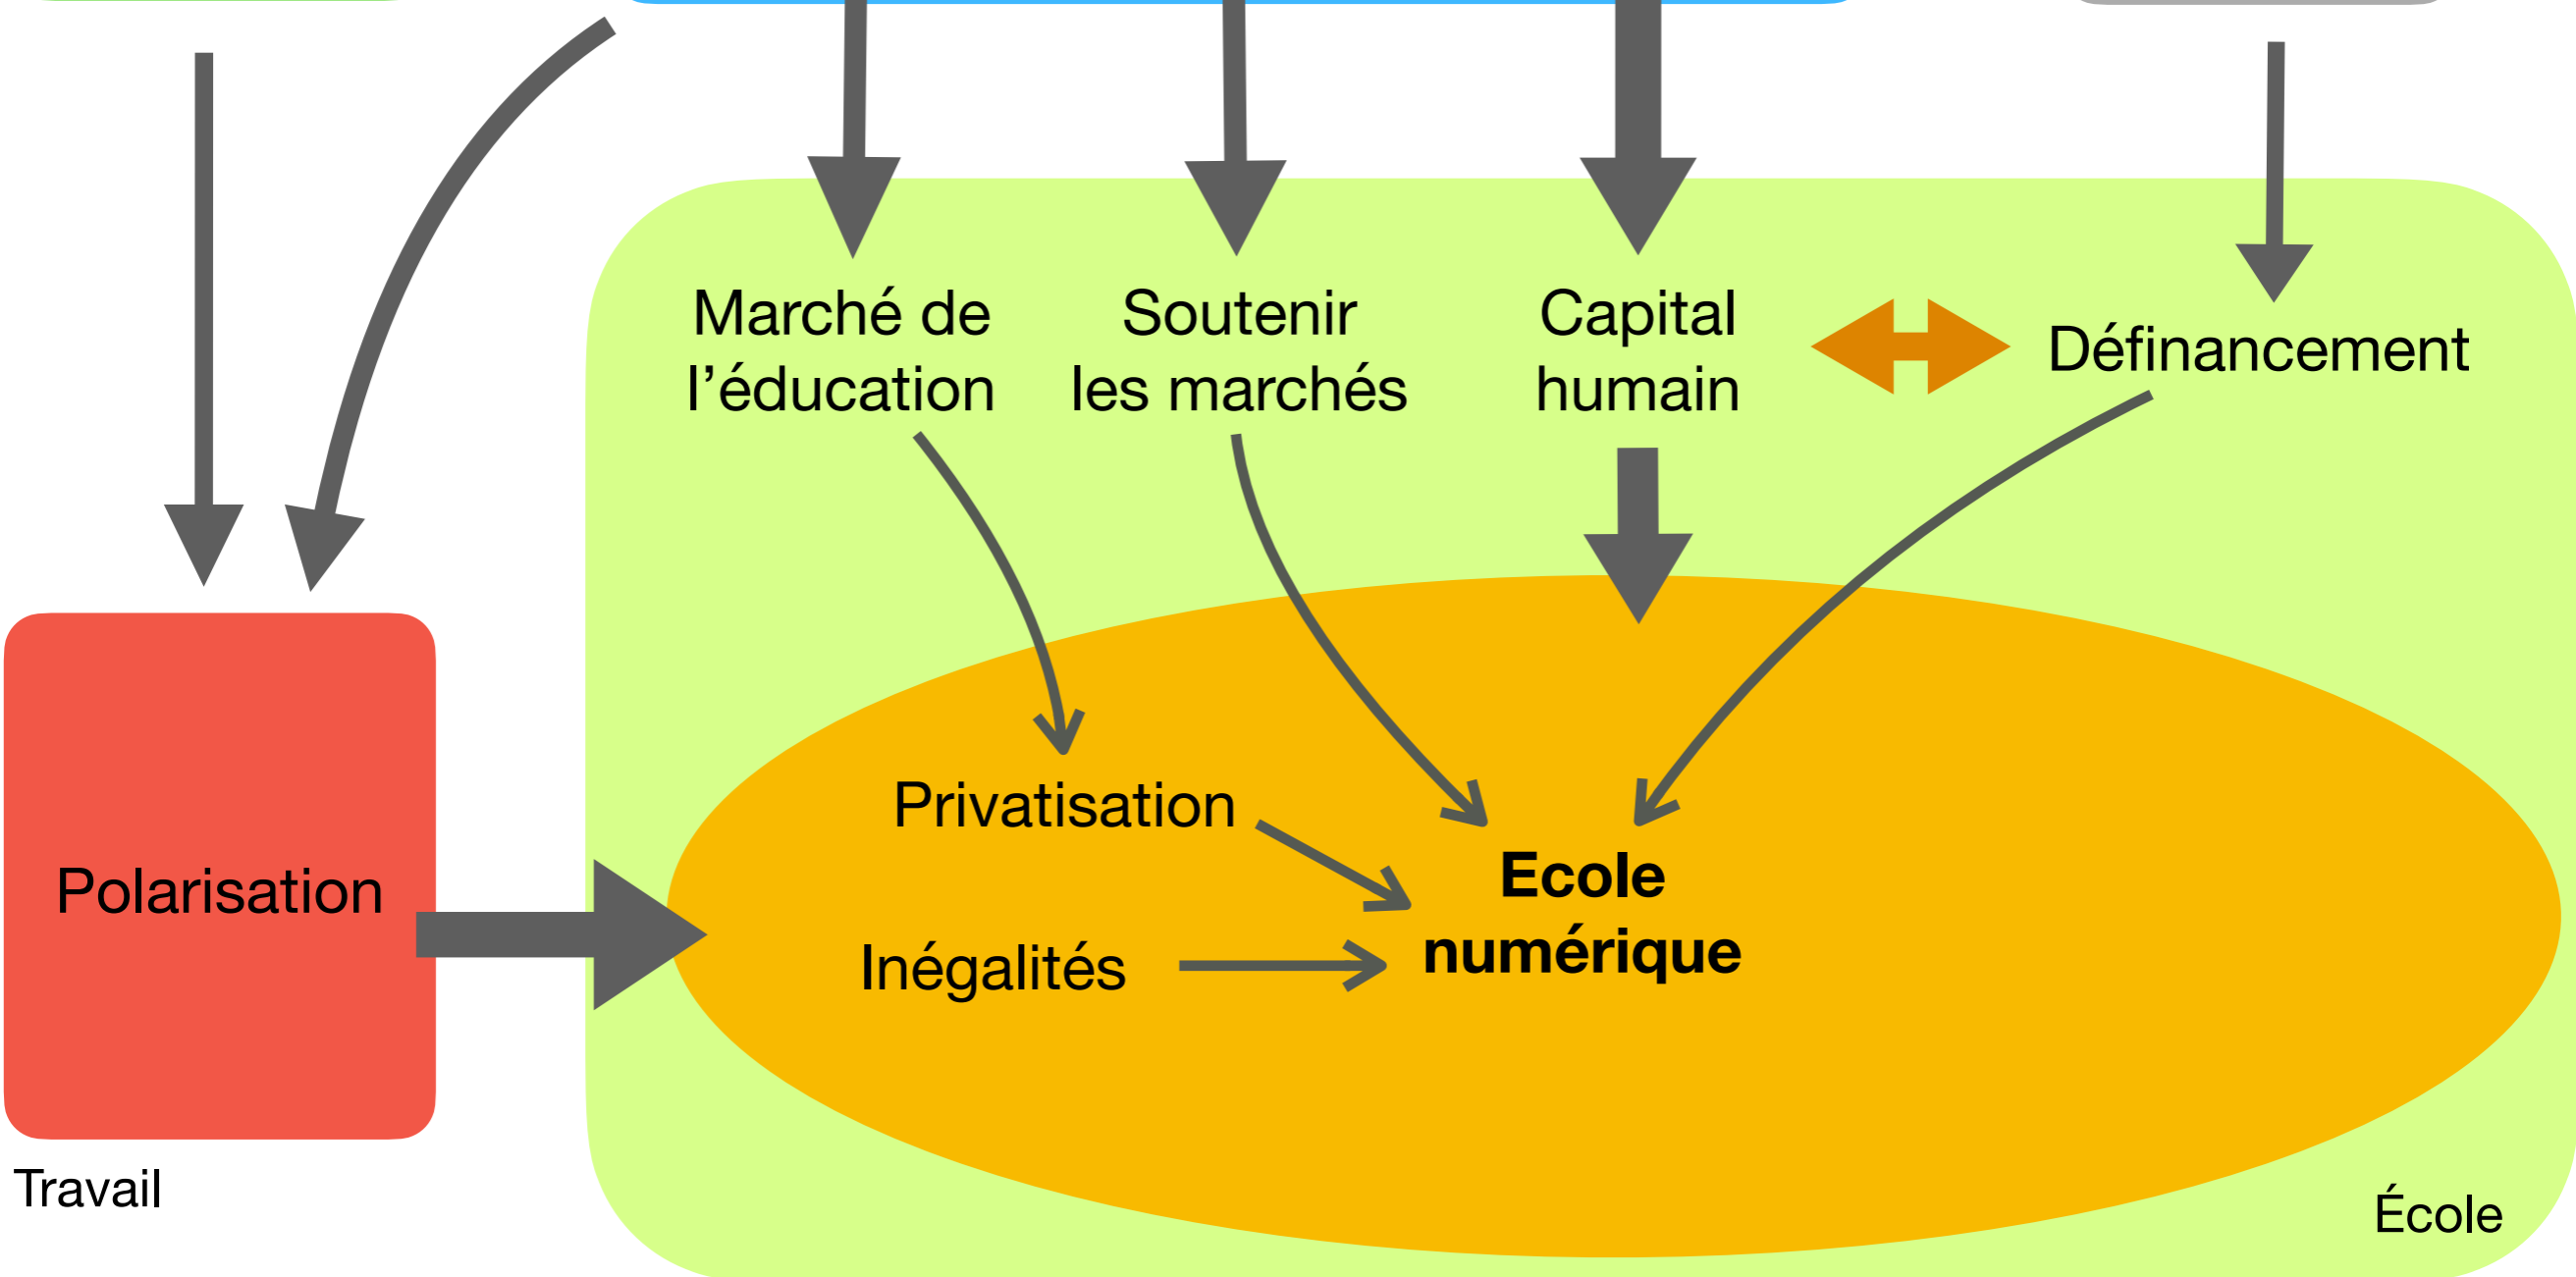 Marché de
l’éducation
Soutenir
les marchés
Capital
humain
Définancement
Privatisation
Polarisation
Inégalités
Ecole
numérique
Travail
École